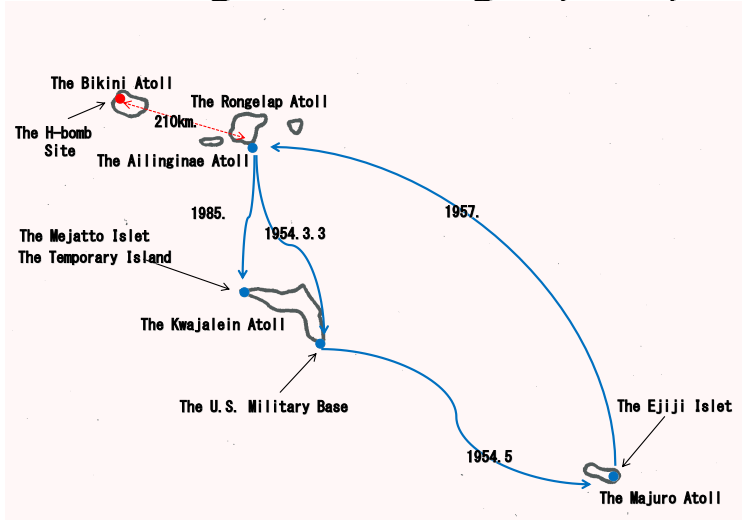 The Bikini Atoll
The Rongelap Atoll
210km.
The H-bomb
Site
The Ailinginae Atoll
1985.
1954.3.3
1957.
The Mejatto Islet
The Temporary Island
The Kwajalein Atoll
The U.S. Military Base
The Ejiji Islet
1954.5
The Majuro Atoll